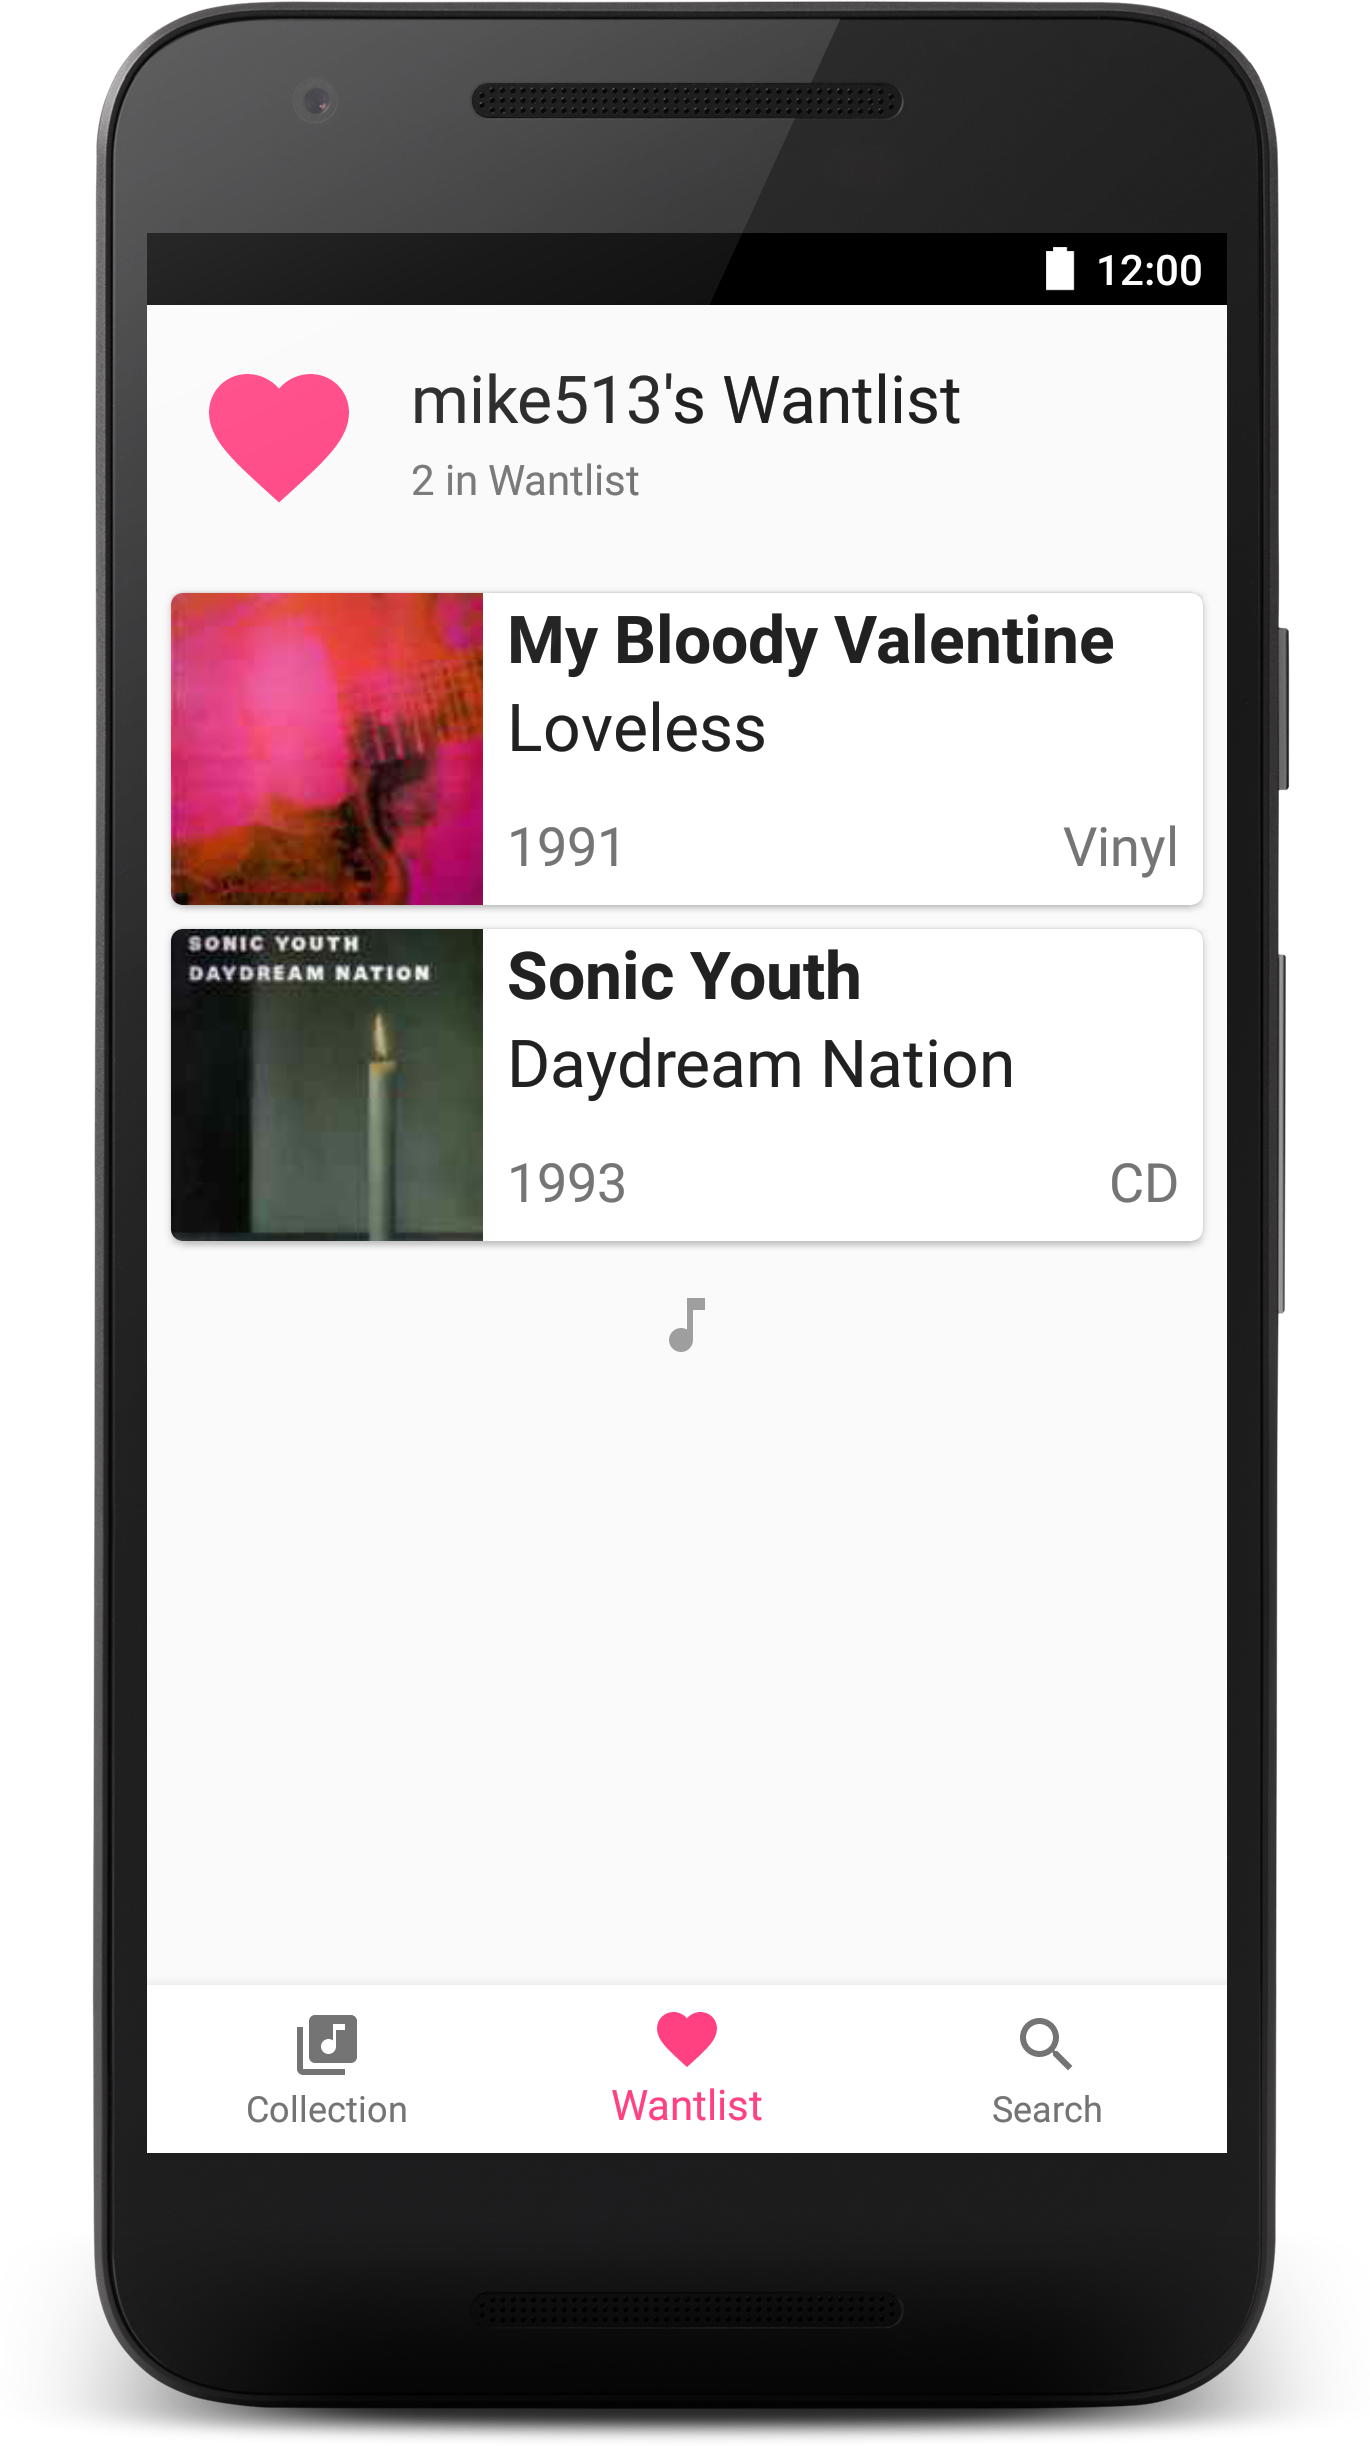 12:00
mike513's Wantlist
2 in Wantlist
My Bloody Valentine
Loveless
1991 Vinyl
SONIC YOUTH
DAYDREAM NATION
Sonic Youth
Daydream Nation
1993 CD
Collection Wantlist Search